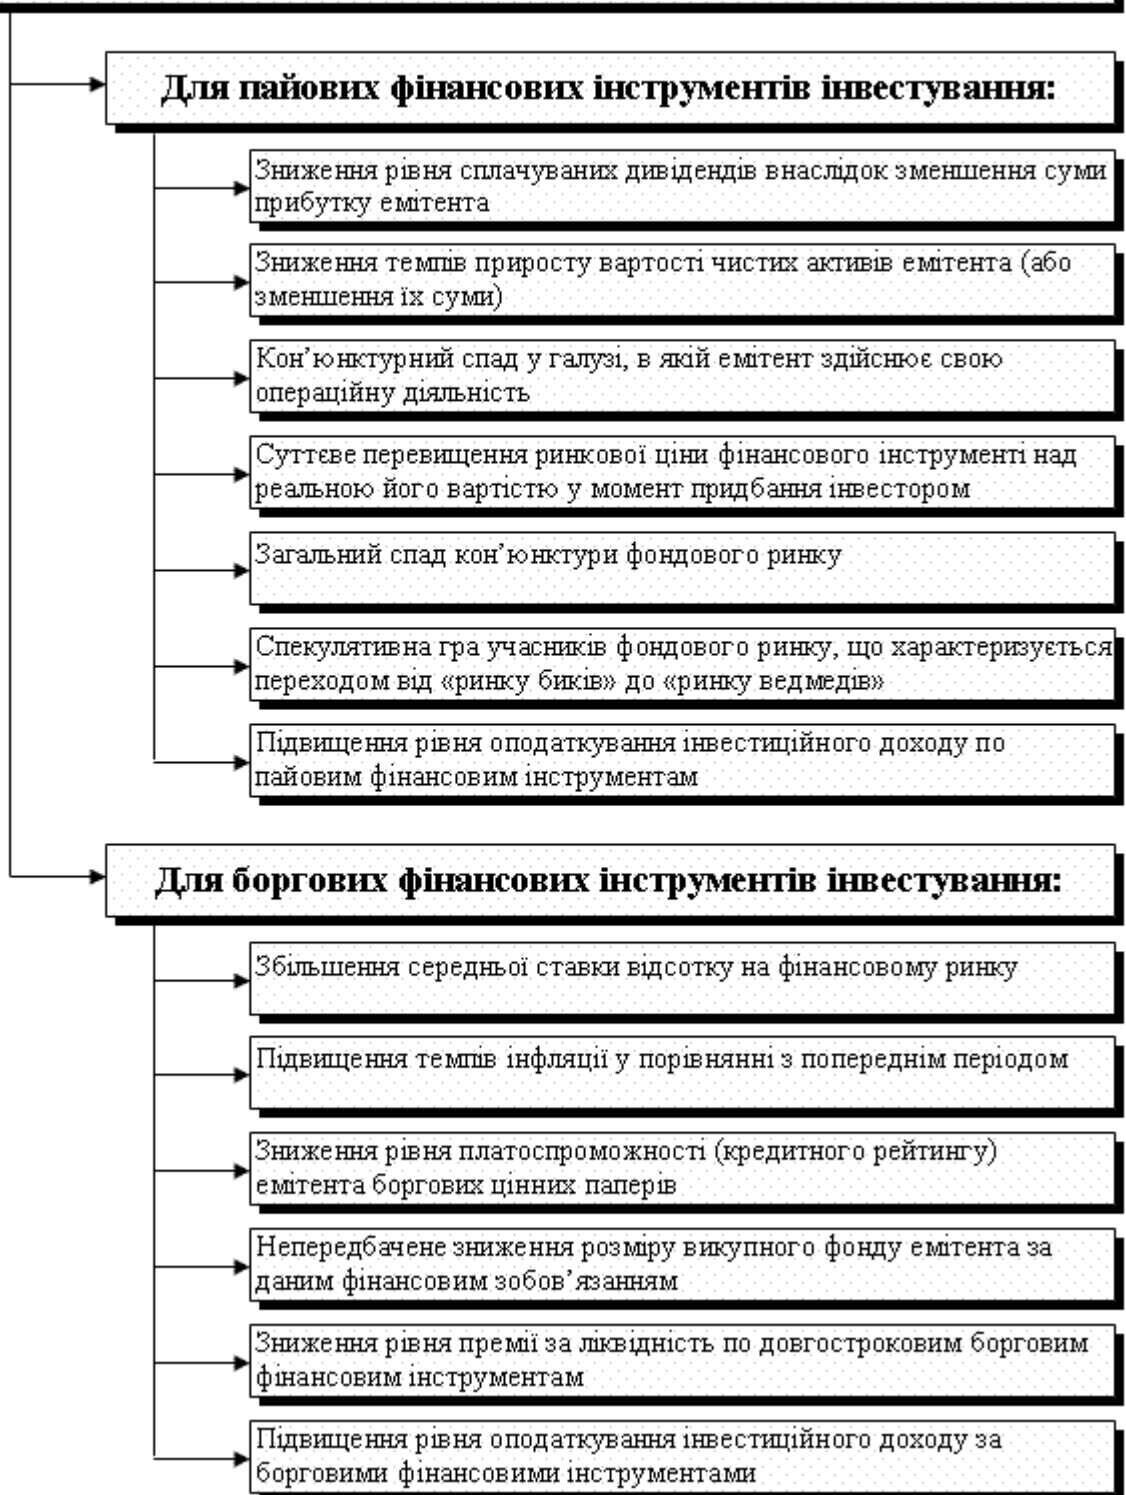 Для пайових фінансових інструментів інвестування:
Зниження рівня сплачуваних дивідендів внаслідок зменшення суми
прибутку емітента
Зниження темпів приросту вартості чистих активів емітента (або
зменшення їх суми)
Кон’юнктурний спад у галузі, в якій емітент здійснює свою
операційну діяльність
Суттєве перевищення ринкової ціни фінансового інструменті над
реальною його вартістю у момент придбання інвестором
Загальний спад кон’юнктури фондового ринку
Спекулятивна гра учасників фондового ринку, що характеризується
переходом від «ринку биків» до «ринку ведмедів»
Підвищення рівня оподаткування інвестиційного доходу по
пайовим фінансовим інструментам
Для боргових фінансових інструментів інвестування:
Збільшення середньої ставки відсотку на фінансовому ринку
Підвищення темпів інфляції у порівнянні з попереднім періодом
Зниження рівня платоспроможності (кредитного рейтингу)
емітента боргових цінних паперів
Непередбачене зниження розміру викупного фонду емітента за
даним фінансовим зобов’язанням
Зниження рівня премії за ліквідність по довгостроковим борговим
фінансовим інструментам
Підвищення рівня оподаткування інвестиційного доходу за
борговими фінансовими інструментами